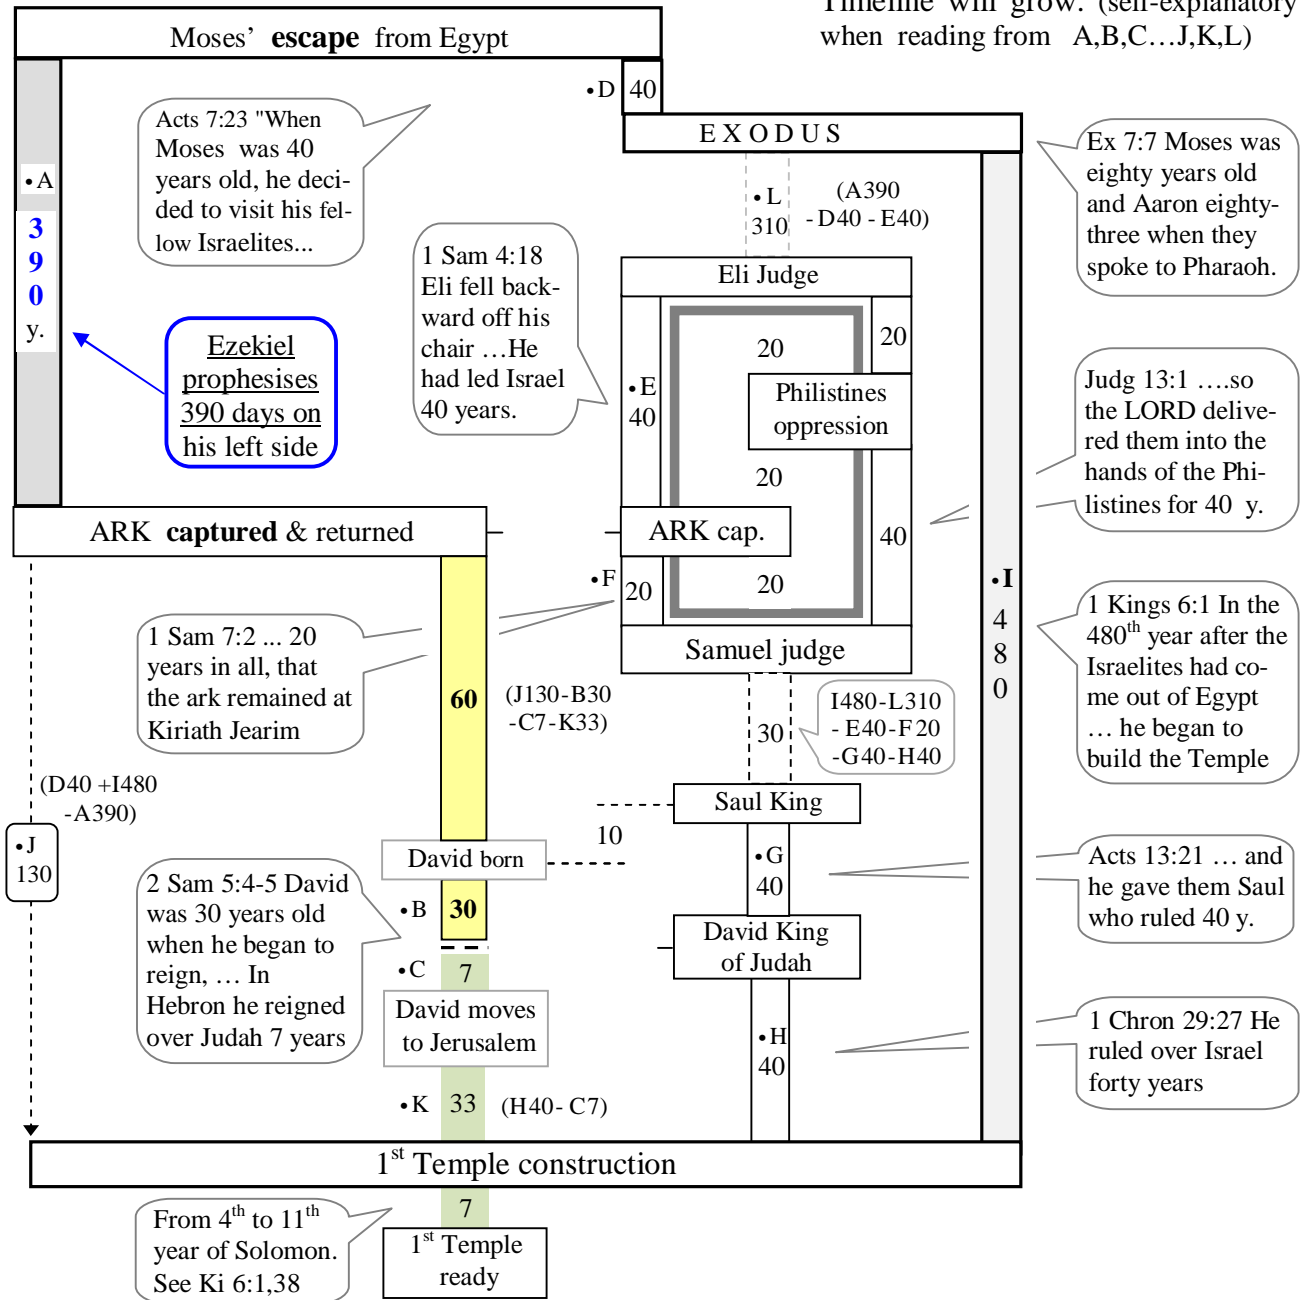 Timeline will grow. (self-explanatory
when reading from A,B,C…J,K,L)
Moses’ escape from Egypt
•D 40
E X O D U S
Acts 7:23 "When
Moses was 40
years old, he deci-
ded to visit his fel-
low Israelites...
Ex 7:7 Moses was
eighty years old
and Aaron eighty-
three when they
spoke to Pharaoh.
•A
3
9
0
y.
•L
310
(A390
- D40 - E40)
1 Sam 4:18
Eli fell back-
ward off his
chair …He
had led Israel
40 years.
Eli Judge
Ezekiel
prophesises
390 days on
his left side
•E
40
20
20
Philistines
oppression
20
40
Judg 13:1 ….so
the LORD delive-
red them into the
hands of the Phi-
listines for 40 y.
ARK captured & returned
ARK cap.
•F 20
20
Samuel judge
•I
4
8
0
1 Sam 7:2 ... 20
years in all, that
the ark remained at
Kiriath Jearim
60
(J130-B30
-C7-K33)
30
I480-L310
- E40-F20
-G40-H40
1 Kings 6:1 In the
480th year after the
Israelites had co-
me out of Egypt
… he began to
build the Temple
(D40 +I480
-A390)
•J
130
Saul King
10
David born
•G
40
Acts 13:21 … and
he gave them Saul
who ruled 40 y.
2 Sam 5:4-5 David
was 30 years old
when he began to
reign, … In
Hebron he reigned
over Judah 7 years
•B 30
•C 7
David King
of Judah
David moves
to Jerusalem
•H
40
1 Chron 29:27 He
ruled over Israel
forty years
•K 33 (H40- C7)
1st Temple construction
7
From 4th to 11th
year of Solomon.
See Ki 6:1,38
1st Temple
ready